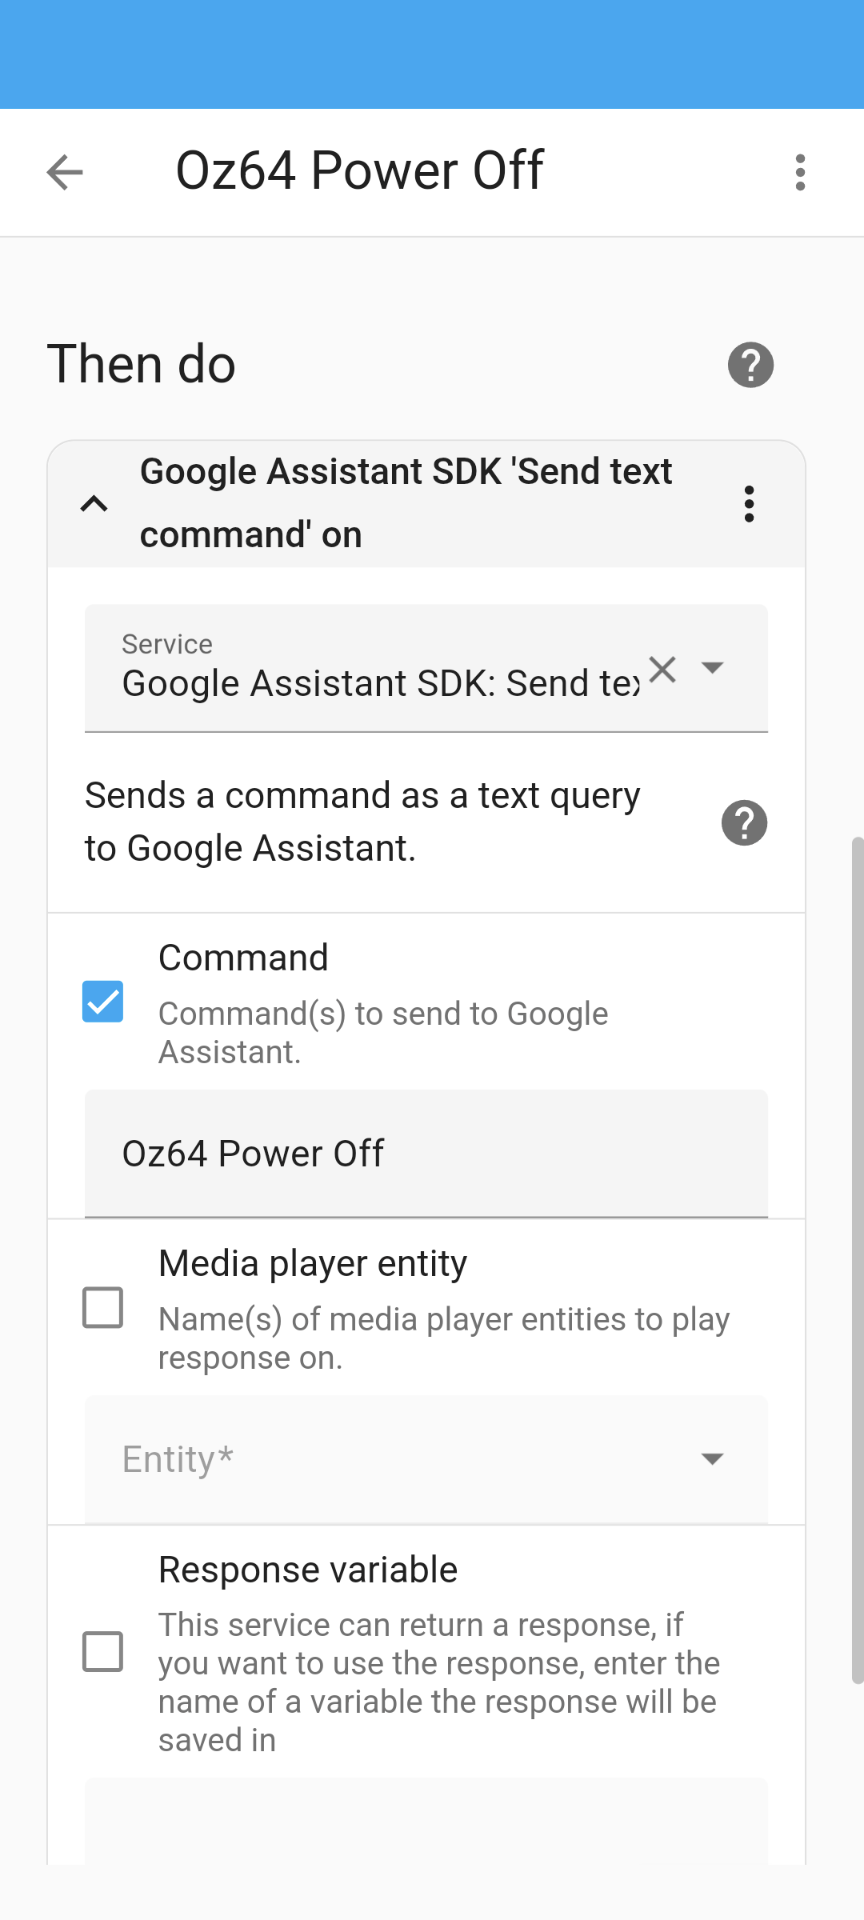 Oz64 Power Off
Then do
Google Assistant SDK 'Send text
command' on
Service
Google Assistant SDK: Send
Sends a command as a text query
to Google Assistant.
Command
Command(s) to send to Google
Assistant.
Oz64 Power Off
Media player entity
Name(s) of media player entities to play
response on.
Entity*
Response variable
This service can return a response, if
you want to use the response, enter the
name of a variable the response will be
saved in